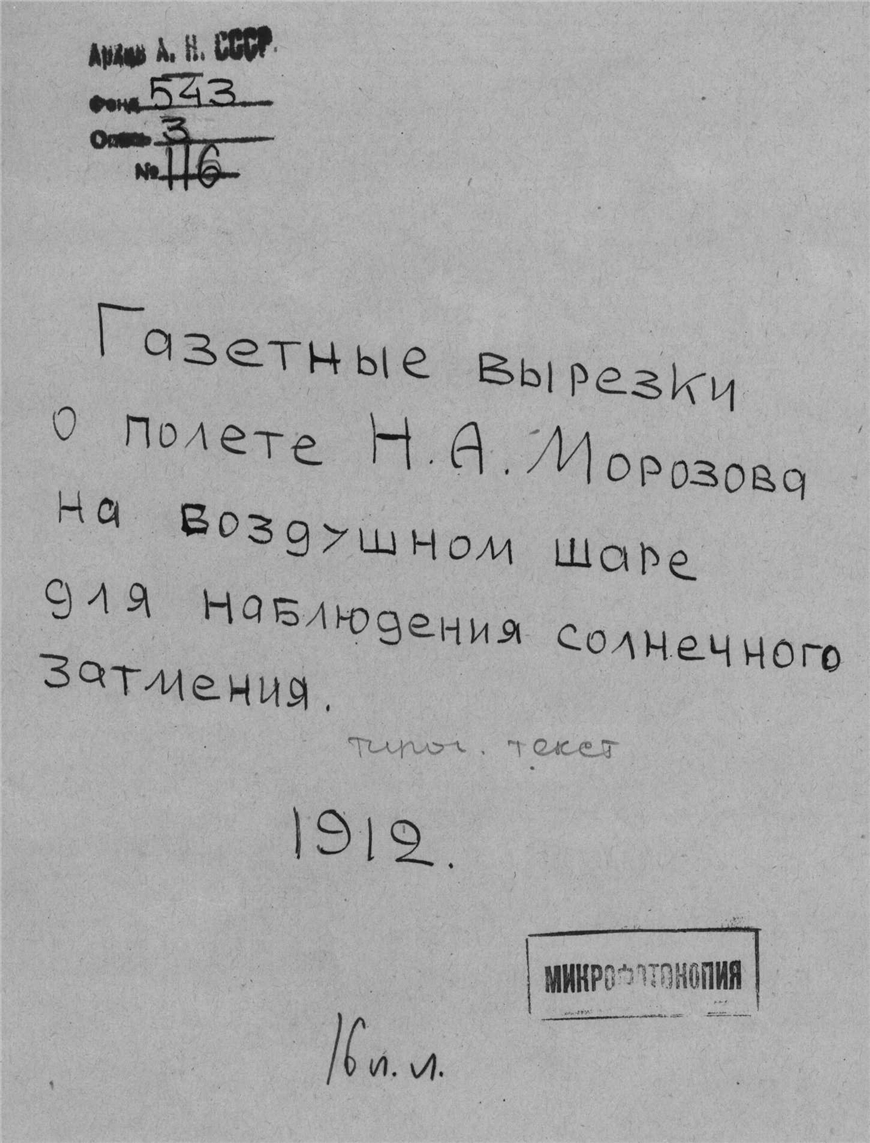 Архив А. Н. СССР.
Фонд 543
Опись 3
№ 116
Газетные вырезки
о полете Н. А. Морозова
на воздушном шаре
для наблюдения солнечного
затмения.
типог. текст
1912.
МИКРОФОТОКОПИЯ
16 п. л.